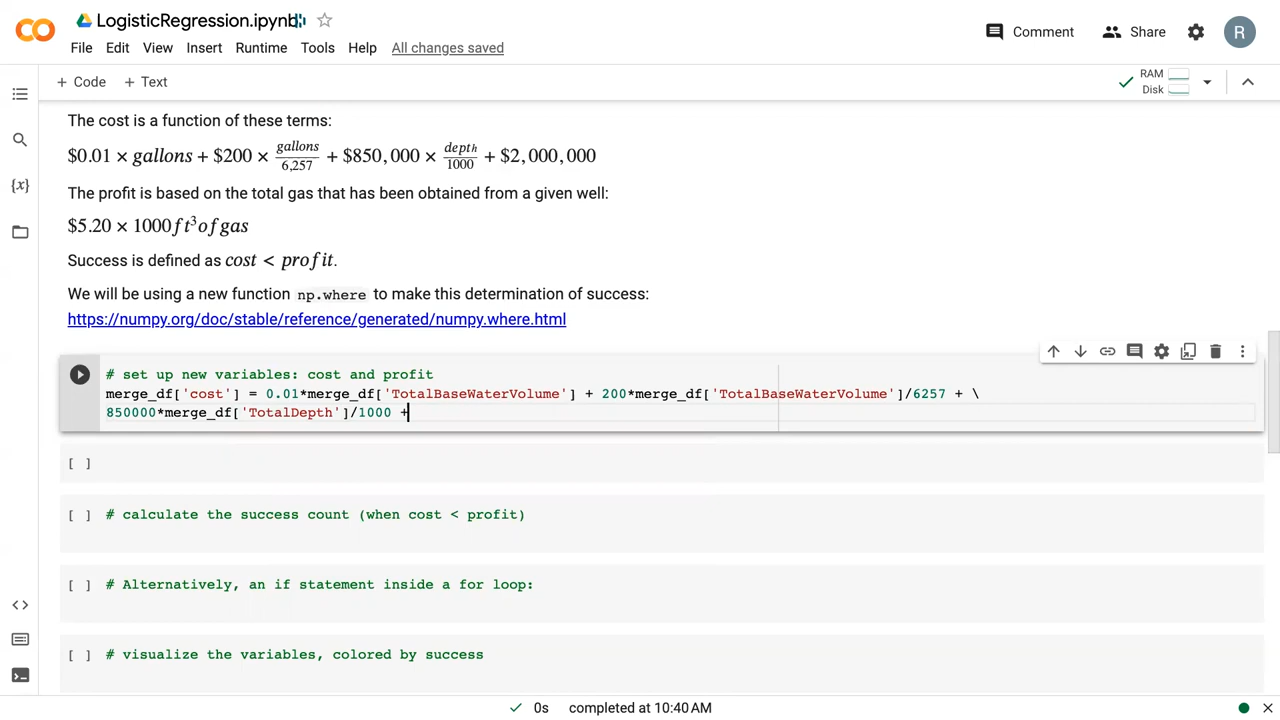 LogisticRegression.ipynb
File Edit View Insert Runtime Tools Help All changes saved
Comment Share R
+ Code + Text
RAM
Disk
The cost is a function of these terms:
$0.01 × gallons + $200 × gallons/6,257 + $850,000 × depth/1000 + $2,000,000
The profit is based on the total gas that has been obtained from a given well:
$5.20 × 1000ft³ofgas
Success is defined as cost < profit.
We will be using a new function np.where to make this determination of success:
https://numpy.org/doc/stable/reference/generated/numpy.where.html
# set up new variables: cost and profit
merge_df['cost'] = 0.01*merge_df['TotalBaseWaterVolume'] + 200*merge_df['TotalBaseWaterVolume']/6257 + \
850000*merge_df['TotalDepth']/1000 +
[ ]
[ ] # calculate the success count (when cost < profit)
[ ] # Alternatively, an if statement inside a for loop:
[ ] # visualize the variables, colored by success
0s completed at 10:40 AM